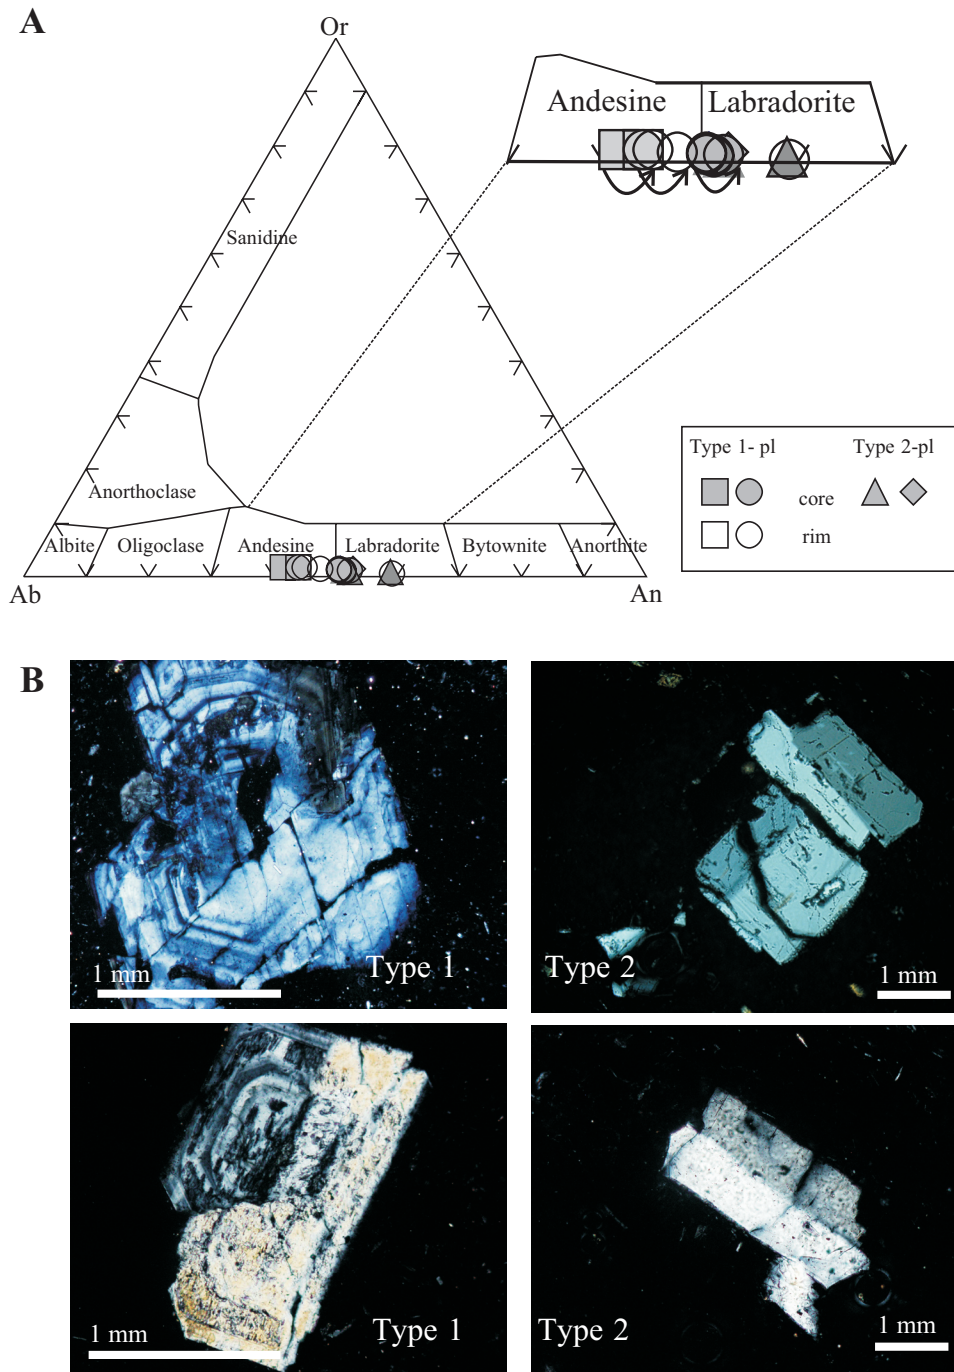 A
Or
Andesine Labradorite
Sanidine
Type 1- pl Type 2-pl
core
rim
Anorthoclase
Albite Oligoclase Andesine Labradorite Bytownite Anorthite
Ab An
B
1 mm Type 1
Type 2 1 mm
1 mm Type 1
Type 2 1 mm